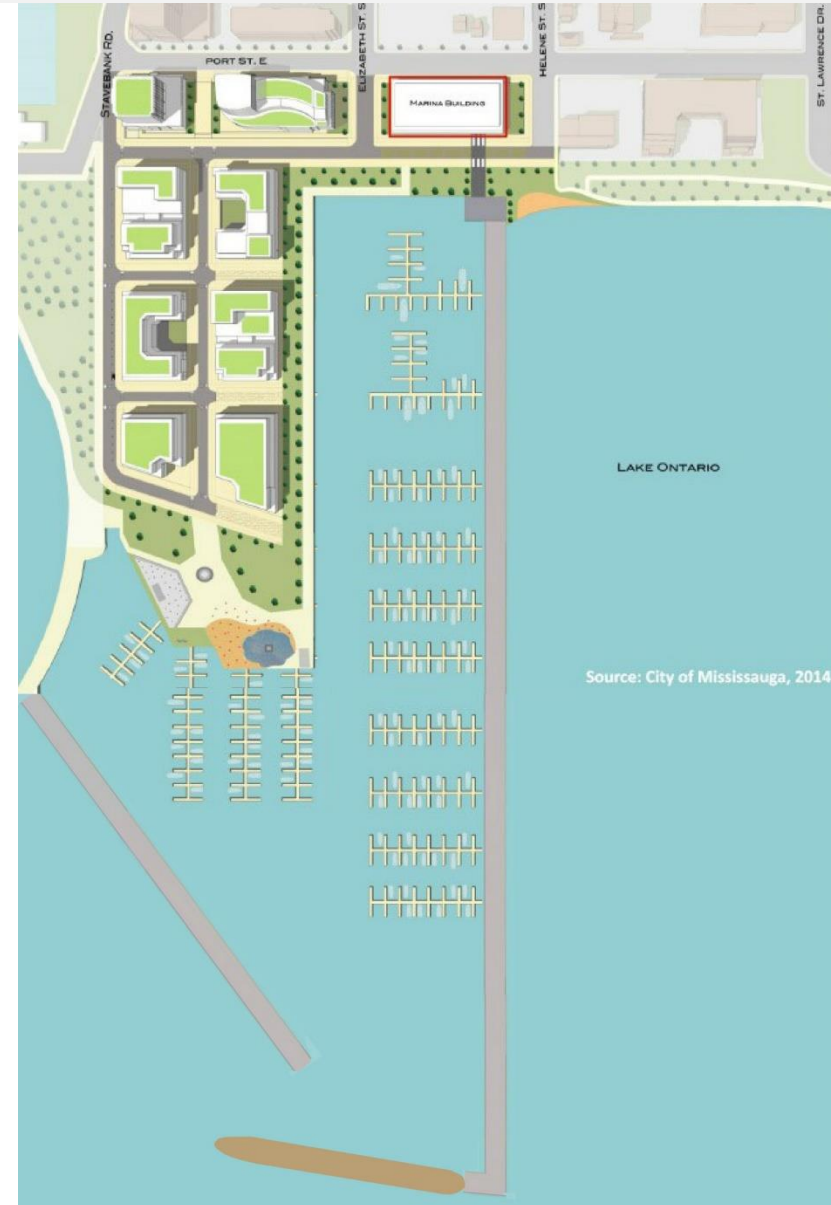 STAVEBANK RD.
PORT ST. E
ELIZABETH ST. S
MARINA BUILDING
HELENE ST. S
ST. LAWRENCE DR.
LAKE ONTARIO
Source: City of Mississauga, 2014